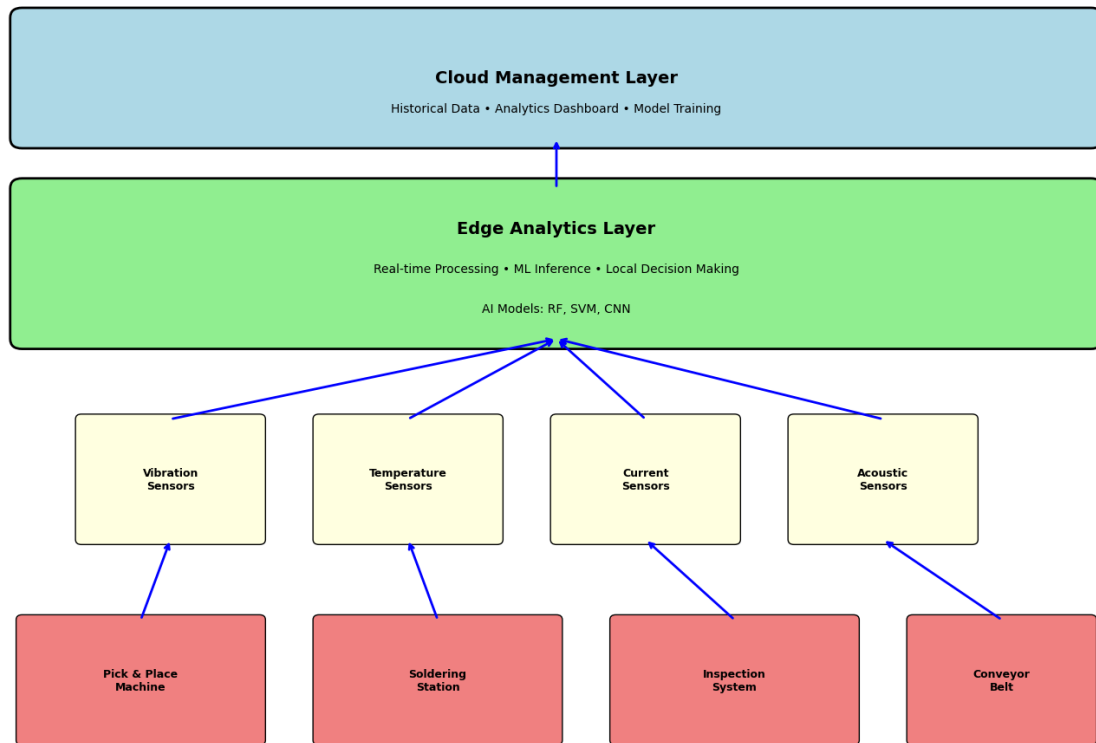 Cloud Management Layer
Historical Data • Analytics Dashboard • Model Training
Edge Analytics Layer
Real-time Processing • ML Inference • Local Decision Making
AI Models: RF, SVM, CNN
Vibration
Sensors
Temperature
Sensors
Current
Sensors
Acoustic
Sensors
Pick & Place
Machine
Soldering
Station
Inspection
System
Conveyor
Belt